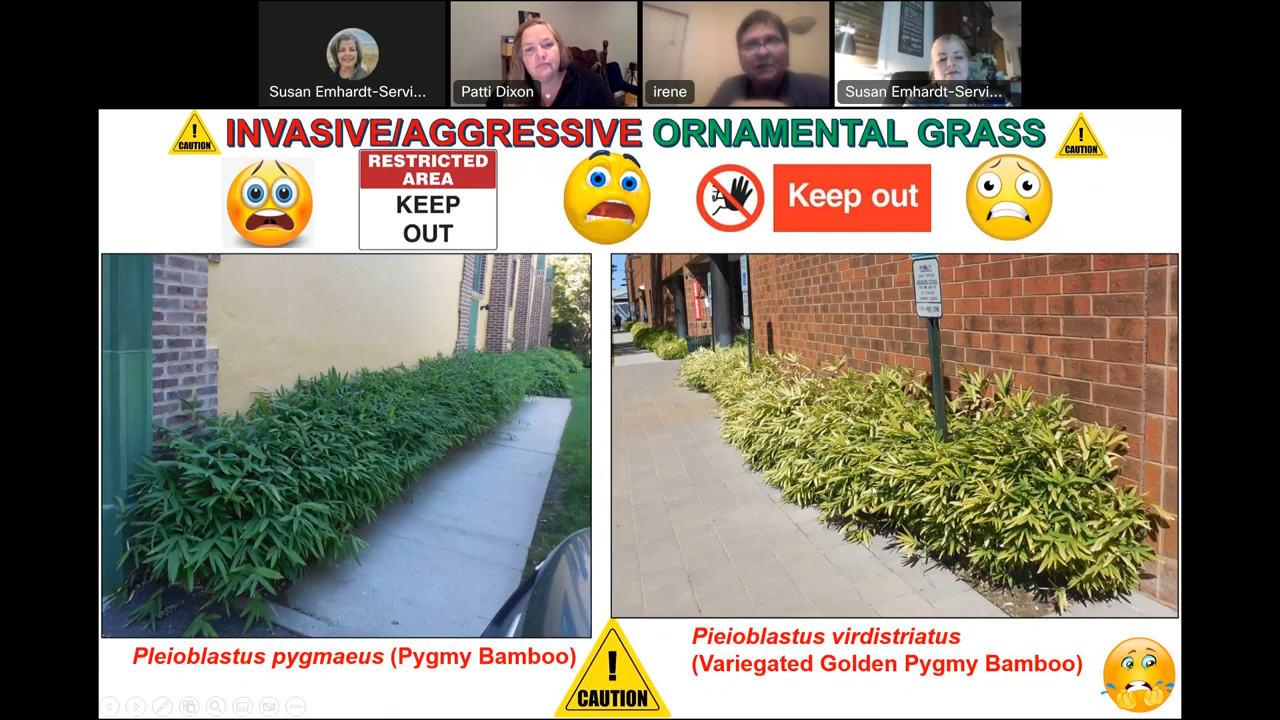 Susan Emhardt-Servi...
Patti Dixon
irene
Susan Emhardt-Servi...
CAUTION
INVASIVE/AGGRESSIVE ORNAMENTAL GRASS
CAUTION
RESTRICTED
AREA
KEEP
OUT
Keep out
Pleioblastus pygmaeus (Pygmy Bamboo)
CAUTION
Pieioblastus virdistriatus
(Variegated Golden Pygmy Bamboo)